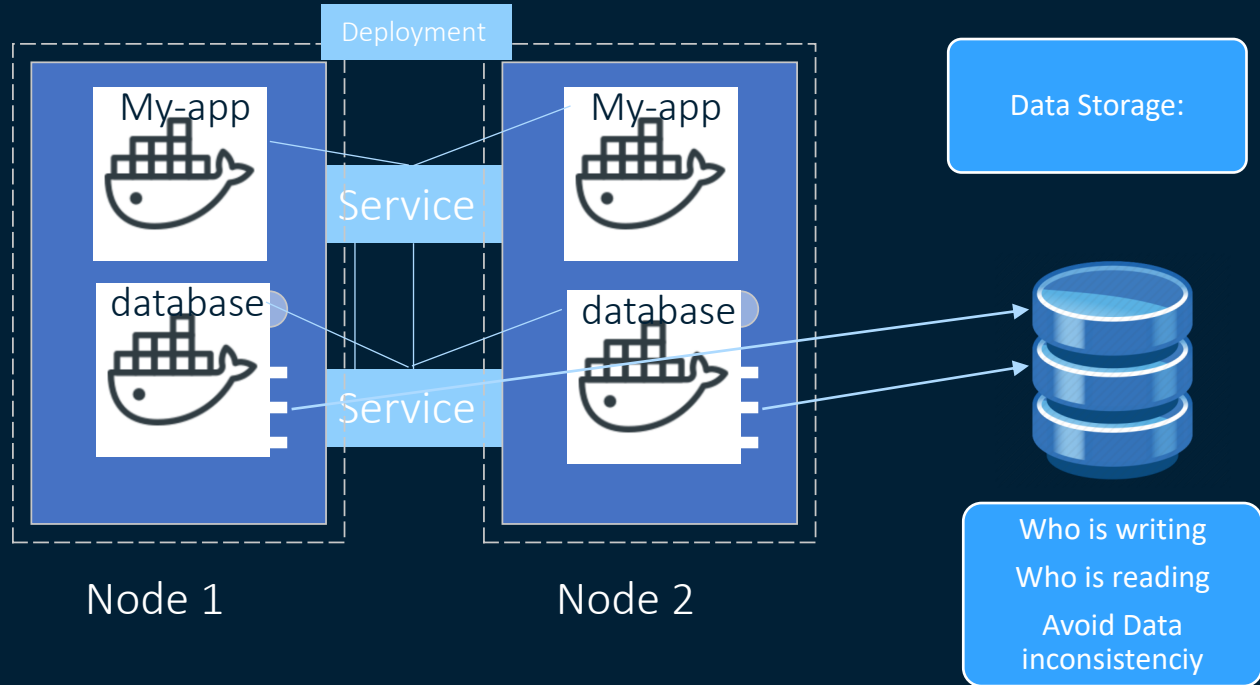 Deployment
My-app
My-app
Data Storage:
Service
database
database
Service
Who is writing
Who is reading
Avoid Data
inconsistenciy
Node 1
Node 2